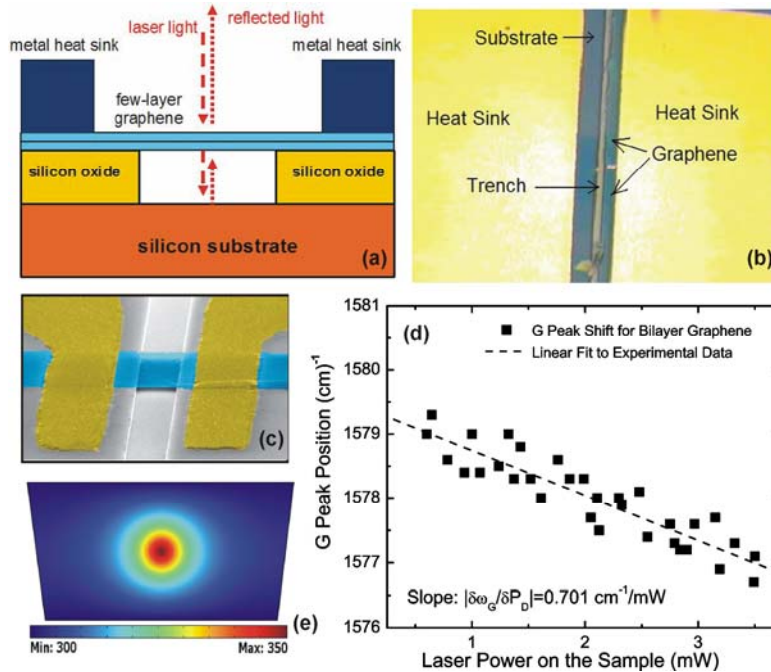 metal heat sink
laser light
reflected light
metal heat sink
few-layer
graphene
silicon oxide
silicon oxide
silicon substrate
(a)
Substrate
Heat Sink
Heat Sink
Graphene
Trench
(b)
(c)
Min: 300
Max: 350
(e)
(d)
G Peak Shift for Bilayer Graphene
Linear Fit to Experimental Data
G Peak Position (cm)⁻¹
1581
1580
1579
1578
1577
1576
Slope: |δω_G/δP_D|=0.701 cm⁻¹/mW
1
2
3
Laser Power on the Sample (mW)